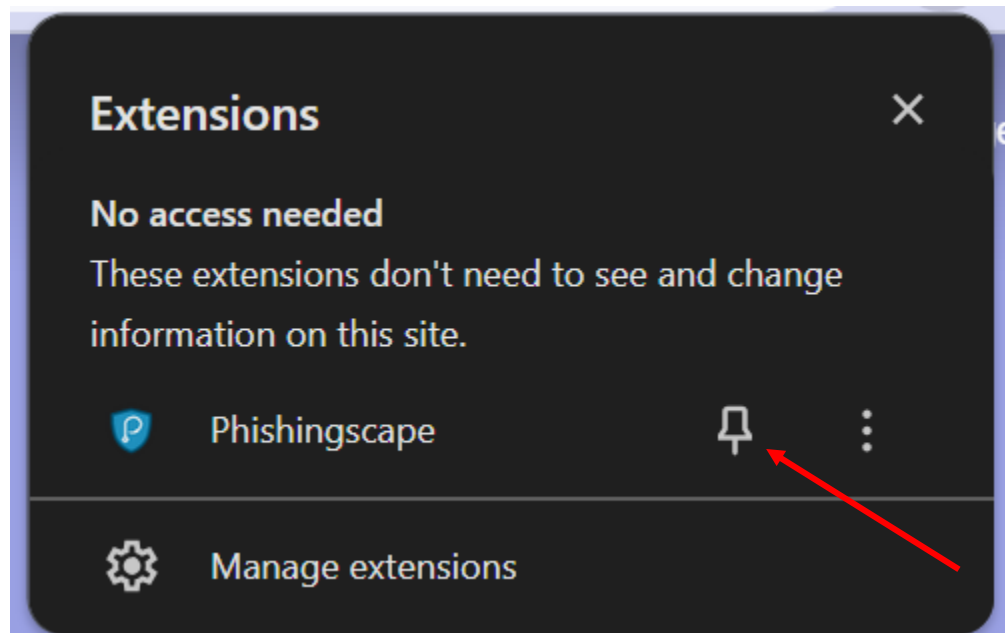 Extensions
No access needed
These extensions don't need to see and change
information on this site.
Phishingscape
Manage extensions